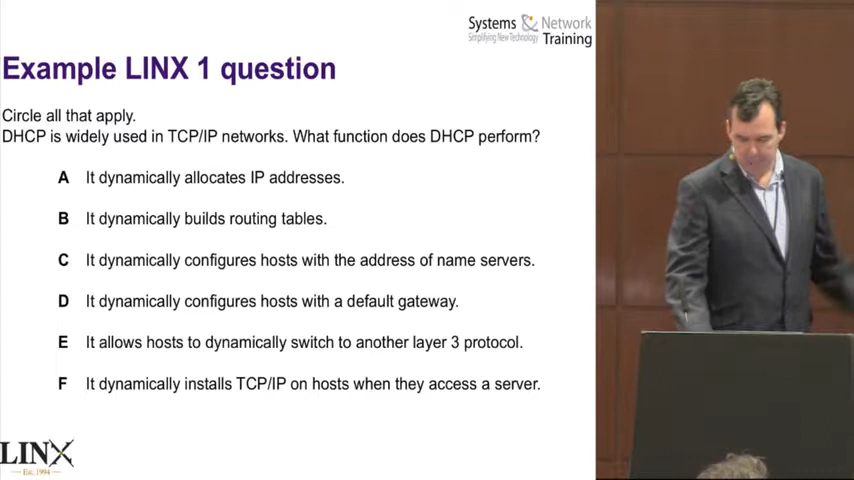 Systems & Network
Simplifying New Technology
Training
Example LINX 1 question
Circle all that apply.
DHCP is widely used in TCP/IP networks. What function does DHCP perform?
A It dynamically allocates IP addresses.
B It dynamically builds routing tables.
C It dynamically configures hosts with the address of name servers.
D It dynamically configures hosts with a default gateway.
E It allows hosts to dynamically switch to another layer 3 protocol.
F It dynamically installs TCP/IP on hosts when they access a server.
LINX
Est. 1994